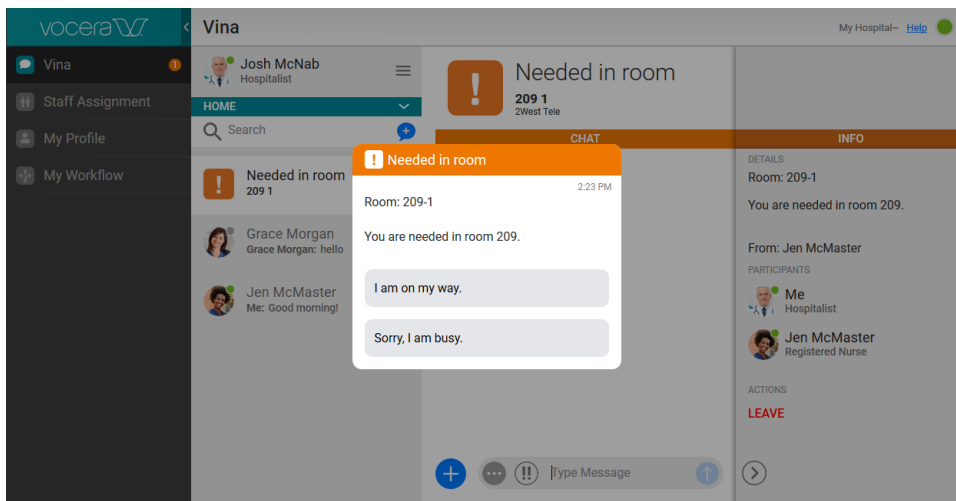 vocera
Vina
1
Staff Assignment
My Profile
My Workflow
Vina
My Hospital~ Help
Josh McNab
Hospitalist
HOME
Search
Needed in room
209 1
Grace Morgan
Grace Morgan: hello
Jen McMaster
Me: Good morning!
Needed in room
209 1
2West Tele
CHAT
Needed in room
2:23 PM
Room: 209-1
You are needed in room 209.
I am on my way.
Sorry, I am busy.
Type Message
INFO
DETAILS
Room: 209-1
You are needed in room 209.
From: Jen McMaster
PARTICIPANTS
Me
Hospitalist
Jen McMaster
Registered Nurse
ACTIONS
LEAVE